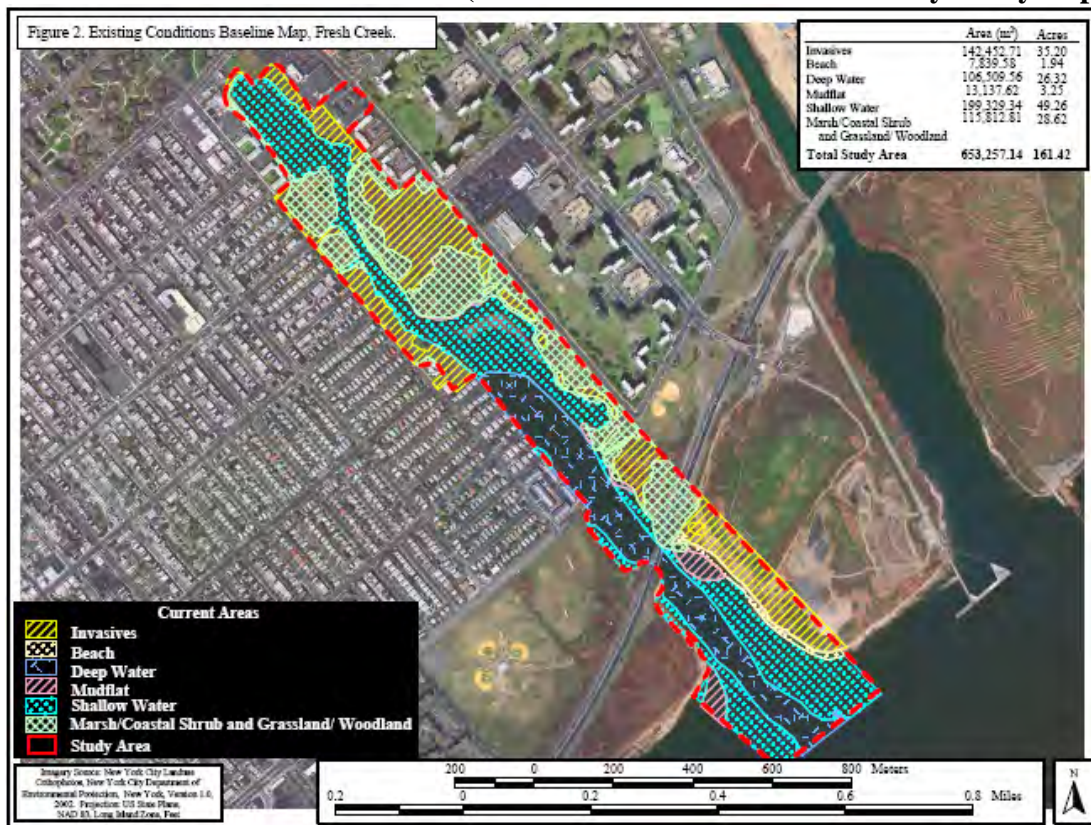 Figure 2. Existing Conditions Baseline Map, Fresh Creek.
Area (m²) Acres
Invasives 142,452.71 35.20
Beach 7,839.58 1.94
Deep Water 106,509.56 26.32
Mudflat 13,137.62 3.25
Shallow Water 199,329.34 49.26
Marsh/Coastal Shrub 115,812.81 28.62
and Grassland/ Woodland
Total Study Area 653,257.14 161.42
Current Areas
Invasives
Beach
Deep Water
Mudflat
Shallow Water
Marsh/Coastal Shrub and Grassland/ Woodland
Study Area
Imagery Source: New York City Landuse
Orthophotos, New York City Department of
Environmental Protection, New York, Version 1.0,
2002. Projection: US State Plane,
NAD 83, Long Island Zone, Feet
200 0 200 400 600 800 Meters
0.2 0 0.2 0.4 0.6 0.8 Miles
N